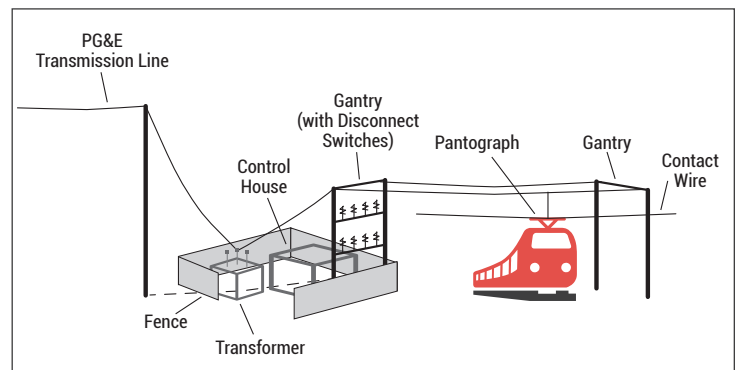 PG&E
Transmission Line
Gantry
(with Disconnect
Switches)
Pantograph
Gantry
Contact
Wire
Control
House
Fence
Transformer